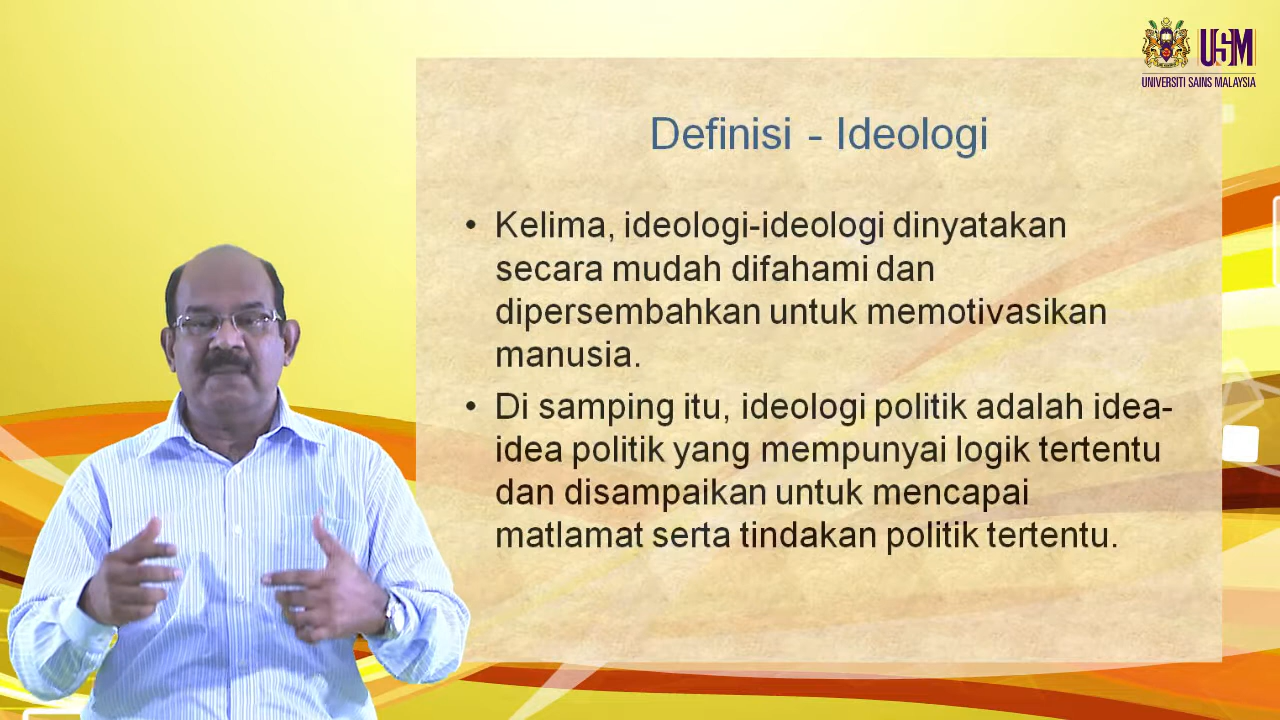 USM
UNIVERSITI SAINS MALAYSIA
Definisi - Ideologi
• Kelima, ideologi-ideologi dinyatakan
secara mudah difahami dan
dipersembahkan untuk memotivasikan
manusia.
• Di samping itu, ideologi politik adalah idea-
idea politik yang mempunyai logik tertentu
dan disampaikan untuk mencapai
matlamat serta tindakan politik tertentu.